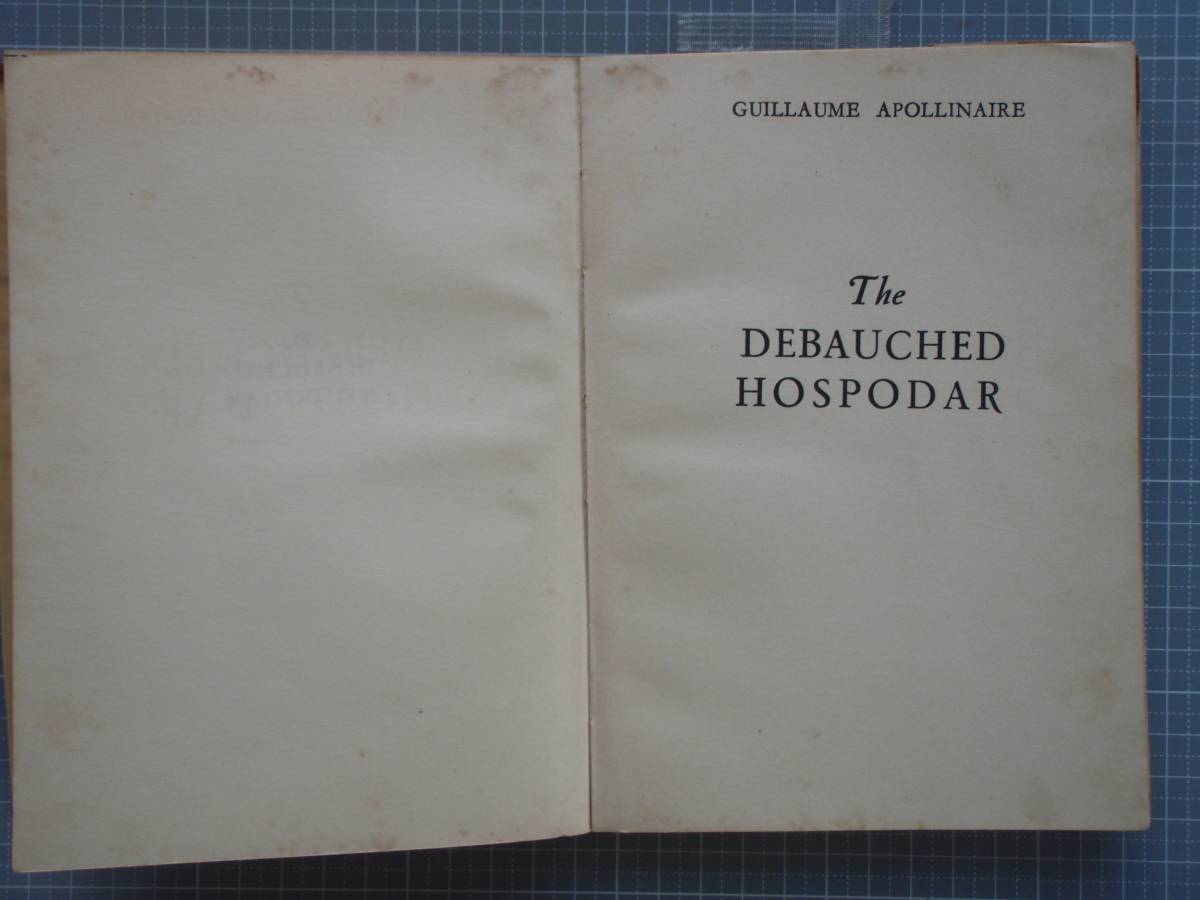 GUILLAUME APOLLINAIRE
The
DEBAUCHED
HOSPODAR